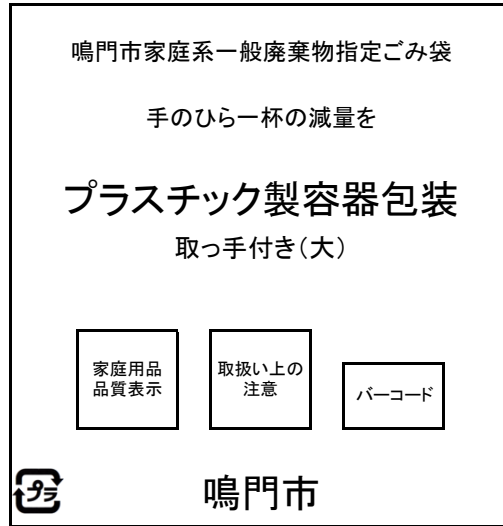 鳴門市家庭系一般廃棄物指定ごみ袋
手のひら一杯の減量を
プラスチック製容器包装
取っ手付き(大)
家庭用品
品質表示
取扱い上の
注意
バーコード
プラ
鳴門市